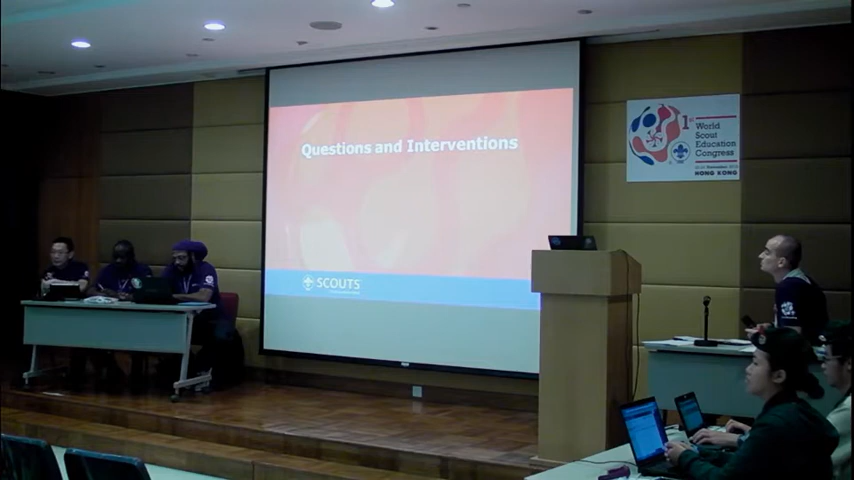 Questions and Interventions
SCOUTS
1st
World
Scout
Education
Congress
HONG KONG